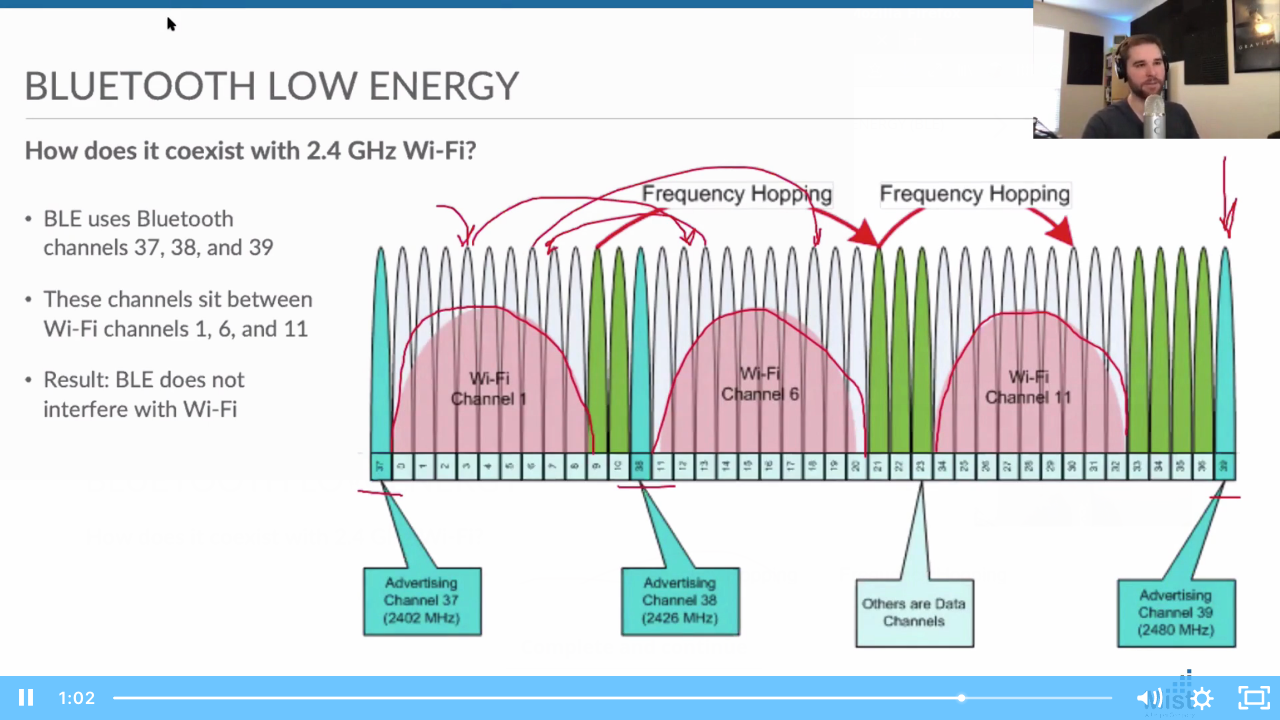 BLUETOOTH LOW ENERGY
How does it coexist with 2.4 GHz Wi-Fi?
• BLE uses Bluetooth
channels 37, 38, and 39
• These channels sit between
Wi-Fi channels 1, 6, and 11
• Result: BLE does not
interfere with Wi-Fi
Frequency Hopping
Frequency Hopping
Wi-Fi
Channel 1
Wi-Fi
Channel 6
Wi-Fi
Channel 11
37 0 1 2 3 4 5 6 7 8 9 10 38 11 12 13 14 15 16 17 18 19 20 21 22 23 34 25 26 27 28 29 30 31 32 33 34 35 36 39
Advertising
Channel 37
(2402 MHz)
Advertising
Channel 38
(2426 MHz)
Others are Data
Channels
Advertising
Channel 39
(2480 MHz)
1:02
Mist